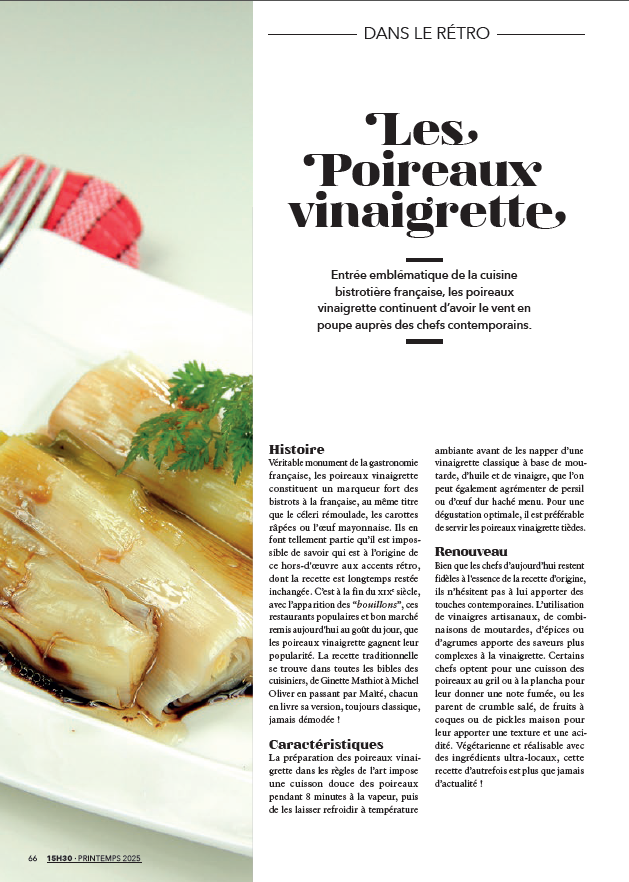 DANS LE RÉTRO
Les
Poireaux
vinaigrette
Entrée emblématique de la cuisine
bistrotière française, les poireaux
vinaigrette continuent d’avoir le vent en
poupe auprès des chefs contemporains.
Histoire
Véritable monument de la gastronomie
française, les poireaux vinaigrette
constituent un marqueur fort des
bistrots à la française, au même titre
que le céleri rémoulade, les carottes
râpées ou l’œuf mayonnaise. Ils en
font tellement partie qu’il est impos-
sible de savoir qui est à l’origine de
ce hors-d’œuvre aux accents rétro,
dont la recette est longtemps restée
inchangée. C’est à la fin du XIXe siècle,
avec l’apparition des “bouillons”, ces
restaurants populaires et bon marché
remis aujourd’hui au goût du jour, que
les poireaux vinaigrette gagnent leur
popularité. La recette traditionnelle
se trouve dans toutes les bibles des
cuisiniers, de Ginette Mathiot à Michel
Oliver en passant par Maïté, chacun
en livre sa version, toujours classique,
jamais démodée !
Caractéristiques
La préparation des poireaux vinai-
grette dans les règles de l’art impose
une cuisson douce des poireaux
pendant 8 minutes à la vapeur, puis
de les laisser refroidir à température
ambiante avant de les napper d’une
vinaigrette classique à base de mou-
tarde, d’huile et de vinaigre, que l’on
peut également agrémenter de persil
ou d’œuf dur haché menu. Pour une
dégustation optimale, il est préférable
de servir les poireaux vinaigrette tièdes.
Renouveau
Bien que les chefs d’aujourd’hui restent
fidèles à l’essence de la recette d’origine,
ils n’hésitent pas à lui apporter des
touches contemporaines. L’utilisation
de vinaigres artisanaux, de combi-
naisons de moutardes, d’épices ou
d’agrumes apporte des saveurs plus
complexes à la vinaigrette. Certains
chefs optent pour une cuisson des
poireaux au gril ou à la plancha pour
leur donner une note fumée, ou les
parent de crumble salé, de fruits à
coques ou de pickles maison pour
leur apporter une texture et une aci-
dité. Végétarienne et réalisable avec
des ingrédients ultra-locaux, cette
recette d’autrefois est plus que jamais
d’actualité !
66 15H30 · PRINTEMPS 2025